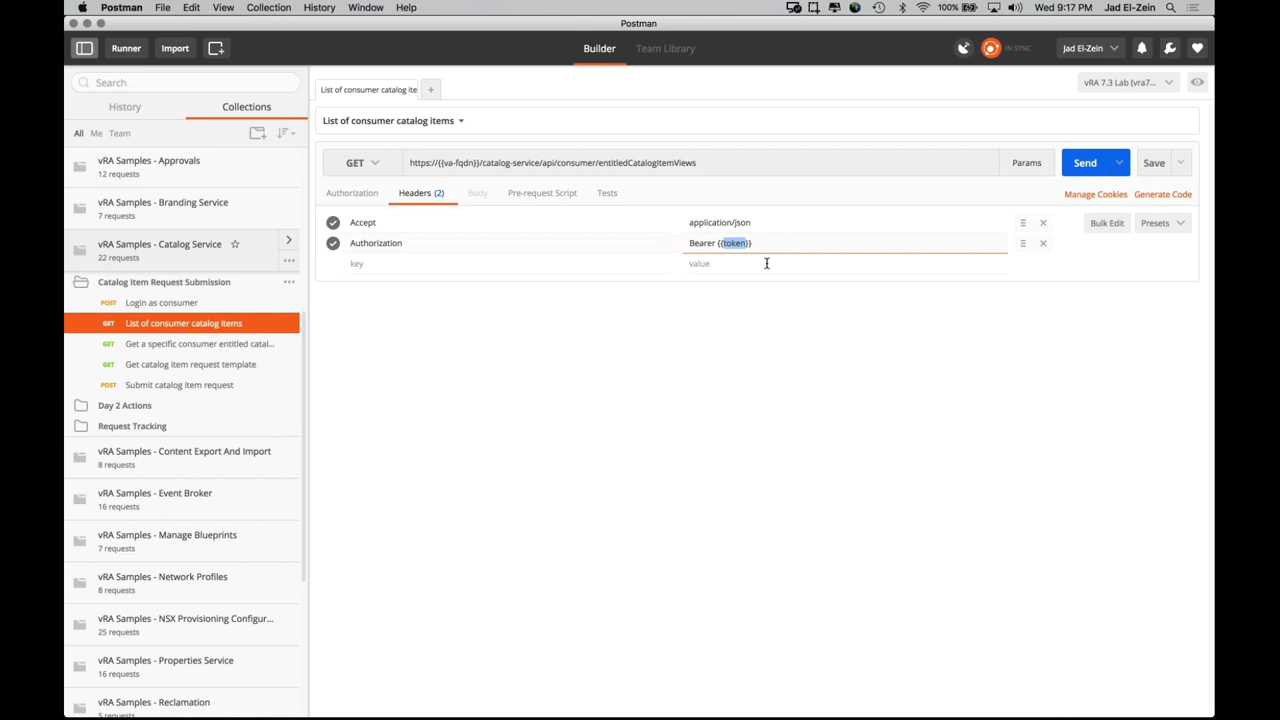 Postman File Edit View Collection History Window Help 100% Wed 9:17 PM Jad El-Zein
Postman
Runner Import Builder Team Library IN SYNC Jad El-Zein
Search
History Collections
All Me Team
vRA Samples - Approvals
12 requests
vRA Samples - Branding Service
7 requests
vRA Samples - Catalog Service
22 requests
Catalog Item Request Submission
POST Login as consumer
GET List of consumer catalog items
GET Get a specific consumer entitled catal...
GET Get catalog item request template
POST Submit catalog item request
Day 2 Actions
Request Tracking
vRA Samples - Content Export And Import
8 requests
vRA Samples - Event Broker
16 requests
vRA Samples - Manage Blueprints
7 requests
vRA Samples - Network Profiles
8 requests
vRA Samples - NSX Provisioning Configur...
25 requests
vRA Samples - Properties Service
16 requests
vRA Samples - Reclamation
5 requests
List of consumer catalog ite +
vRA 7.3 Lab (vra7...
List of consumer catalog items
GET https://{{va-fqdn}}/catalog-service/api/consumer/entitledCatalogItemViews Params Send Save
Authorization Headers (2) Body Pre-request Script Tests Manage Cookies Generate Code
Accept application/json Bulk Edit Presets
Authorization Bearer {{token}}
key value